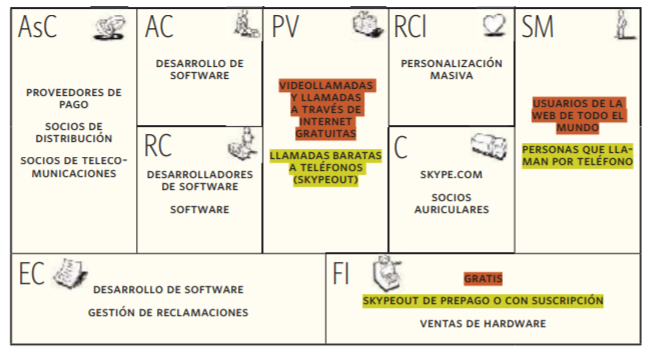 AsC
PROVEEDORES DE
PAGO
SOCIOS DE
DISTRIBUCIÓN
SOCIOS DE TELECO-
MUNICACIONES
AC
DESARROLLO DE
SOFTWARE
RC
DESARROLLADORES
DE SOFTWARE
SOFTWARE
PV
VIDEOLLAMADAS
Y LLAMADAS
A TRAVÉS DE
INTERNET
GRATUITAS
LLAMADAS BARATAS
A TELÉFONOS
(SKYPEOUT)
RCl
PERSONALIZACIÓN
MASIVA
C
SKYPE.COM
SOCIOS
AURICULARES
SM
USUARIOS DE LA
WEB DE TODO EL
MUNDO
PERSONAS QUE LLA-
MAN POR TELÉFONO
EC
DESARROLLO DE SOFTWARE
GESTIÓN DE RECLAMACIONES
FI
GRATIS
SKYPEOUT DE PREPAGO O CON SUSCRIPCIÓN
VENTAS DE HARDWARE